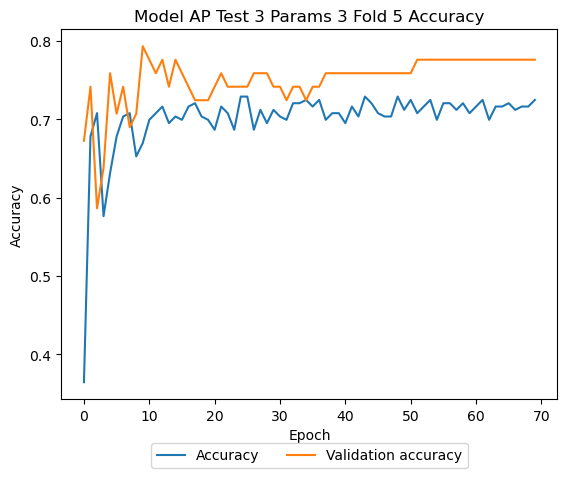 Model AP Test 3 Params 3 Fold 5 Accuracy
0.8
0.7
0.6
0.5
0.4
Accuracy
0 10 20 30 40 50 60 70
Epoch
Accuracy Validation accuracy